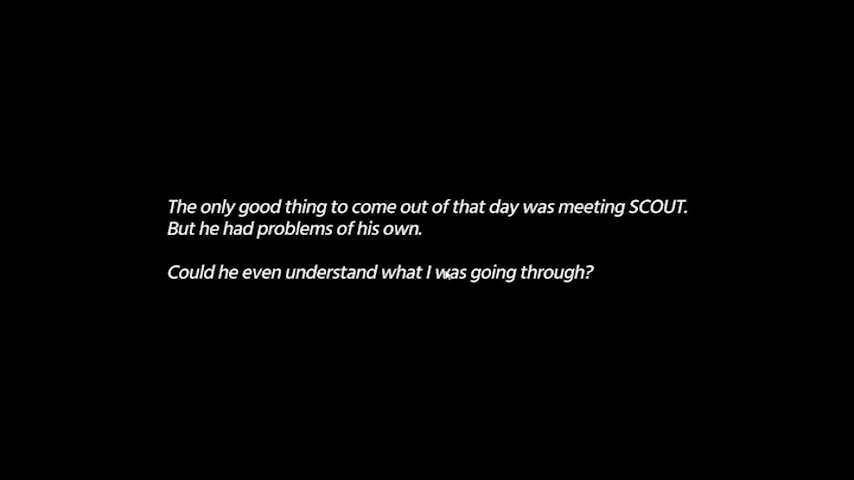 The only good thing to come out of that day was meeting SCOUT.
But he had problems of his own.
Could he even understand what I was going through?